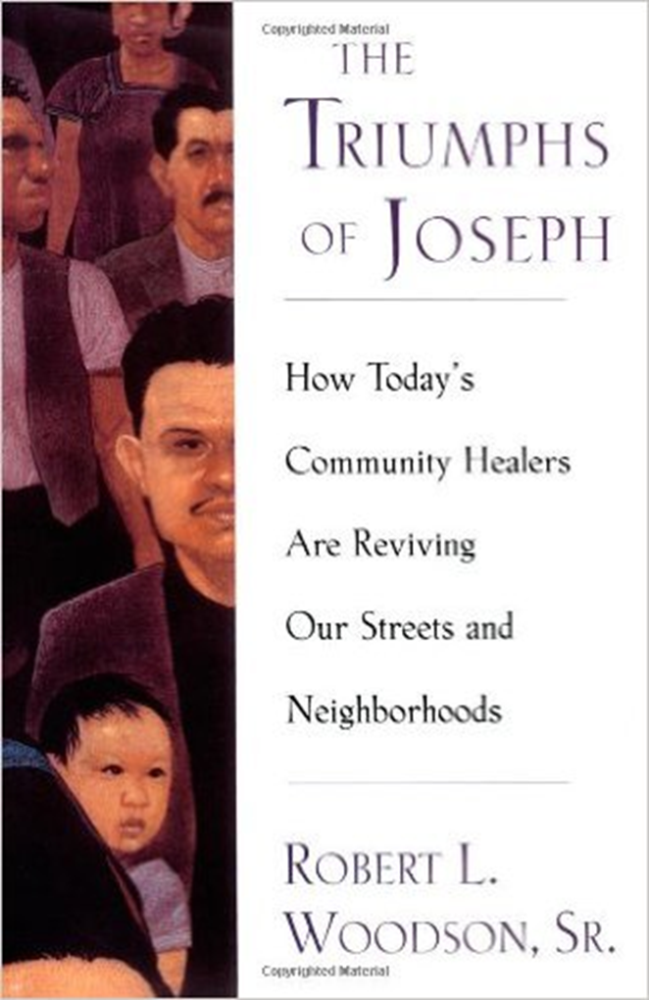 Copyrighted Material
THE
TRIUMPHS
OF JOSEPH
How Today's
Community Healers
Are Reviving
Our Streets and
Neighborhoods
ROBERT L.
WOODSON, SR.
Copyrighted Material